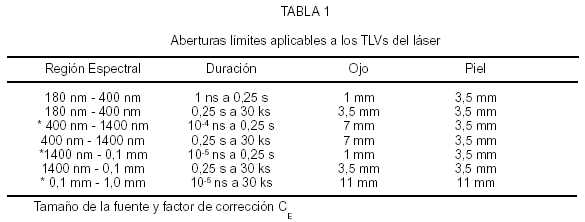 TABLA 1
Aberturas límites aplicables a los TLVs del láser
Región Espectral Duración Ojo Piel
180 nm - 400 nm 1 ns a 0,25 s 1 mm 3,5 mm
180 nm - 400 nm 0,25 s a 30 ks 3,5 mm 3,5 mm
* 400 nm - 1400 nm 10-4 ns a 0,25 s 7 mm 3,5 mm
400 nm - 1400 nm 0,25 s a 30 ks 7 mm 3,5 mm
*1400 nm - 0,1 mm 10-5 ns a 0,25 s 1 mm 3,5 mm
1400 nm - 0,1 mm 0,25 s a 30 ks 3,5 mm 3,5 mm
* 0,1 mm - 1,0 mm 10-6 ns a 30 ks 11 mm 11 mm
Tamaño de la fuente y factor de corrección CE